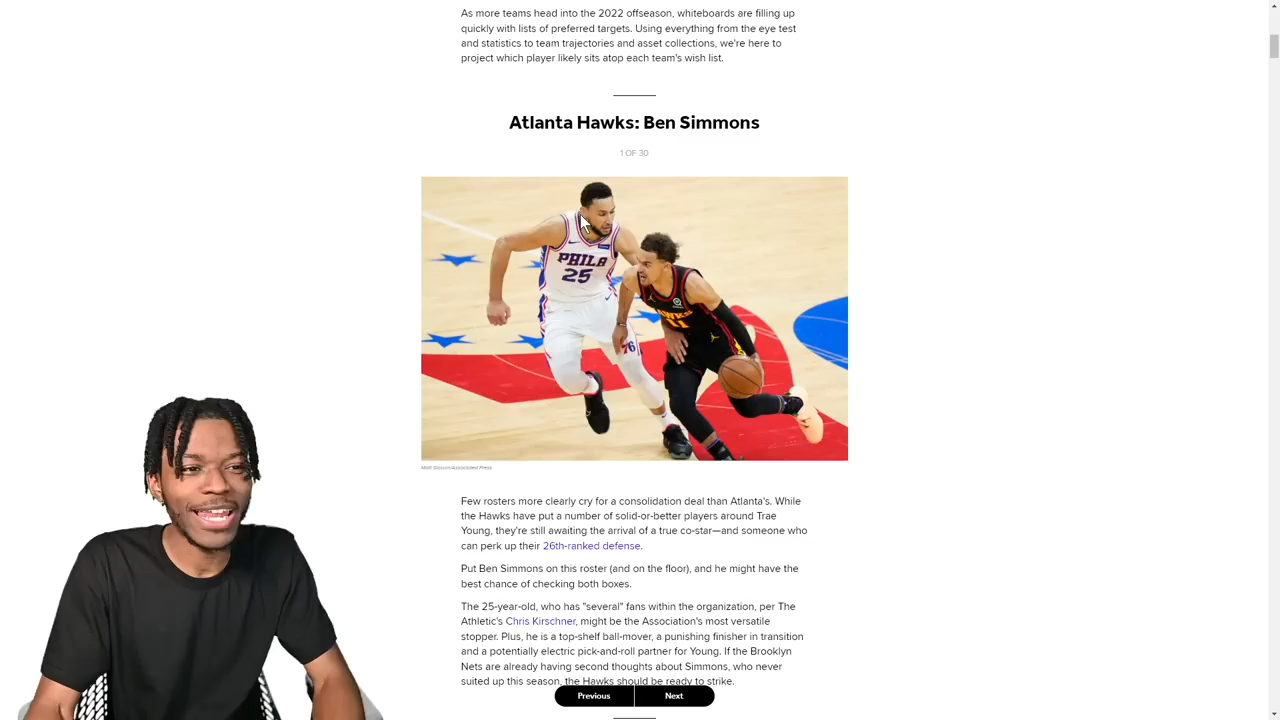 As more teams head into the 2022 offseason, whiteboards are filling up
quickly with lists of preferred targets. Using everything from the eye test
and statistics to team trajectories and asset collections, we're here to
project which player likely sits atop each team's wish list.
Atlanta Hawks: Ben Simmons
1 OF 30
PHILA
25
76
HAWKS
11
Matt Slocum/Associated Press
Few rosters more clearly cry for a consolidation deal than Atlanta's. While
the Hawks have put a number of solid-or-better players around Trae
Young, they're still awaiting the arrival of a true co-star—and someone who
can perk up their 26th-ranked defense.
Put Ben Simmons on this roster (and on the floor), and he might have the
best chance of checking both boxes.
The 25-year-old, who has "several" fans within the organization, per The
Athletic's Chris Kirschner, might be the Association's most versatile
stopper. Plus, he is a top-shelf ball-mover, a punishing finisher in transition
and a potentially electric pick-and-roll partner for Young. If the Brooklyn
Nets are already having second thoughts about Simmons, who never
suited up this season, the Hawks should be ready to strike.
Previous
Next